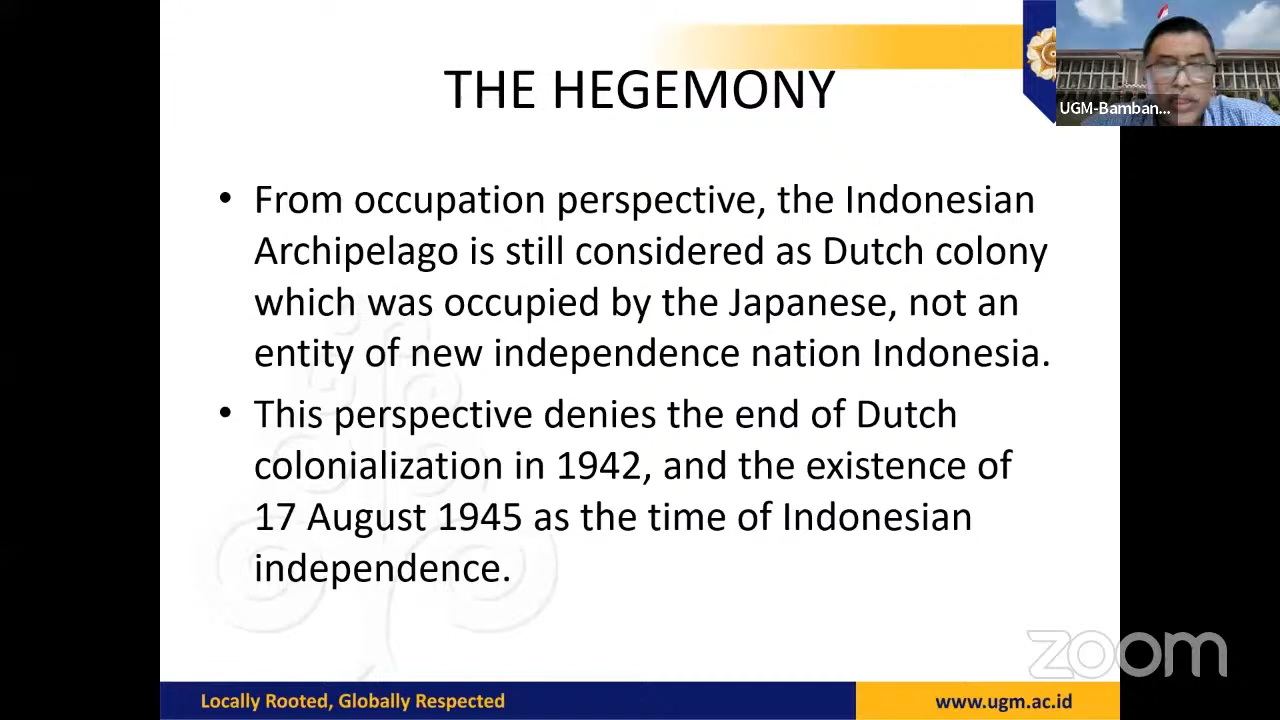 THE HEGEMONY
UGM-Bamban...
• From occupation perspective, the Indonesian
Archipelago is still considered as Dutch colony
which was occupied by the Japanese, not an
entity of new independence nation Indonesia.
• This perspective denies the end of Dutch
colonialization in 1942, and the existence of
17 August 1945 as the time of Indonesian
independence.
zoom
Locally Rooted, Globally Respected
www.ugm.ac.id